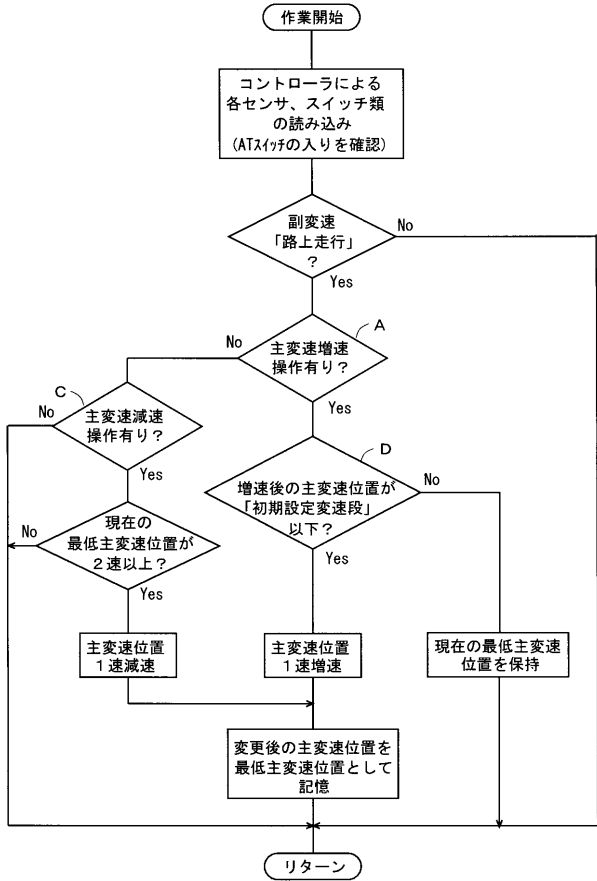 作業開始
コントローラによる
各センサ、スイッチ類
の読み込み
(ATスイッチの入りを確認)
副変速
「路上走行」
?
No
Yes
A
主変速増速
操作有り?
No
Yes
C
主変速減速
操作有り?
No
Yes
D
増速後の主変速位置が
「初期設定変速段」
以下?
No
Yes
現在の
最低主変速位置が
2速以上?
No
Yes
主変速位置
1速減速
主変速位置
1速増速
現在の最低主変速
位置を保持
変更後の主変速位置を
最低主変速位置として
記憶
リターン